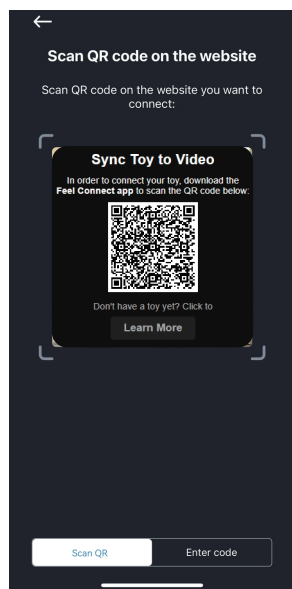 Scan QR code on the website
Scan QR code on the website you want to
connect:
Sync Toy to Video
In order to connect your toy, download the
Feel Connect app to scan the QR code below:
Don't have a toy yet? Click to
Learn More
Scan QR
Enter code